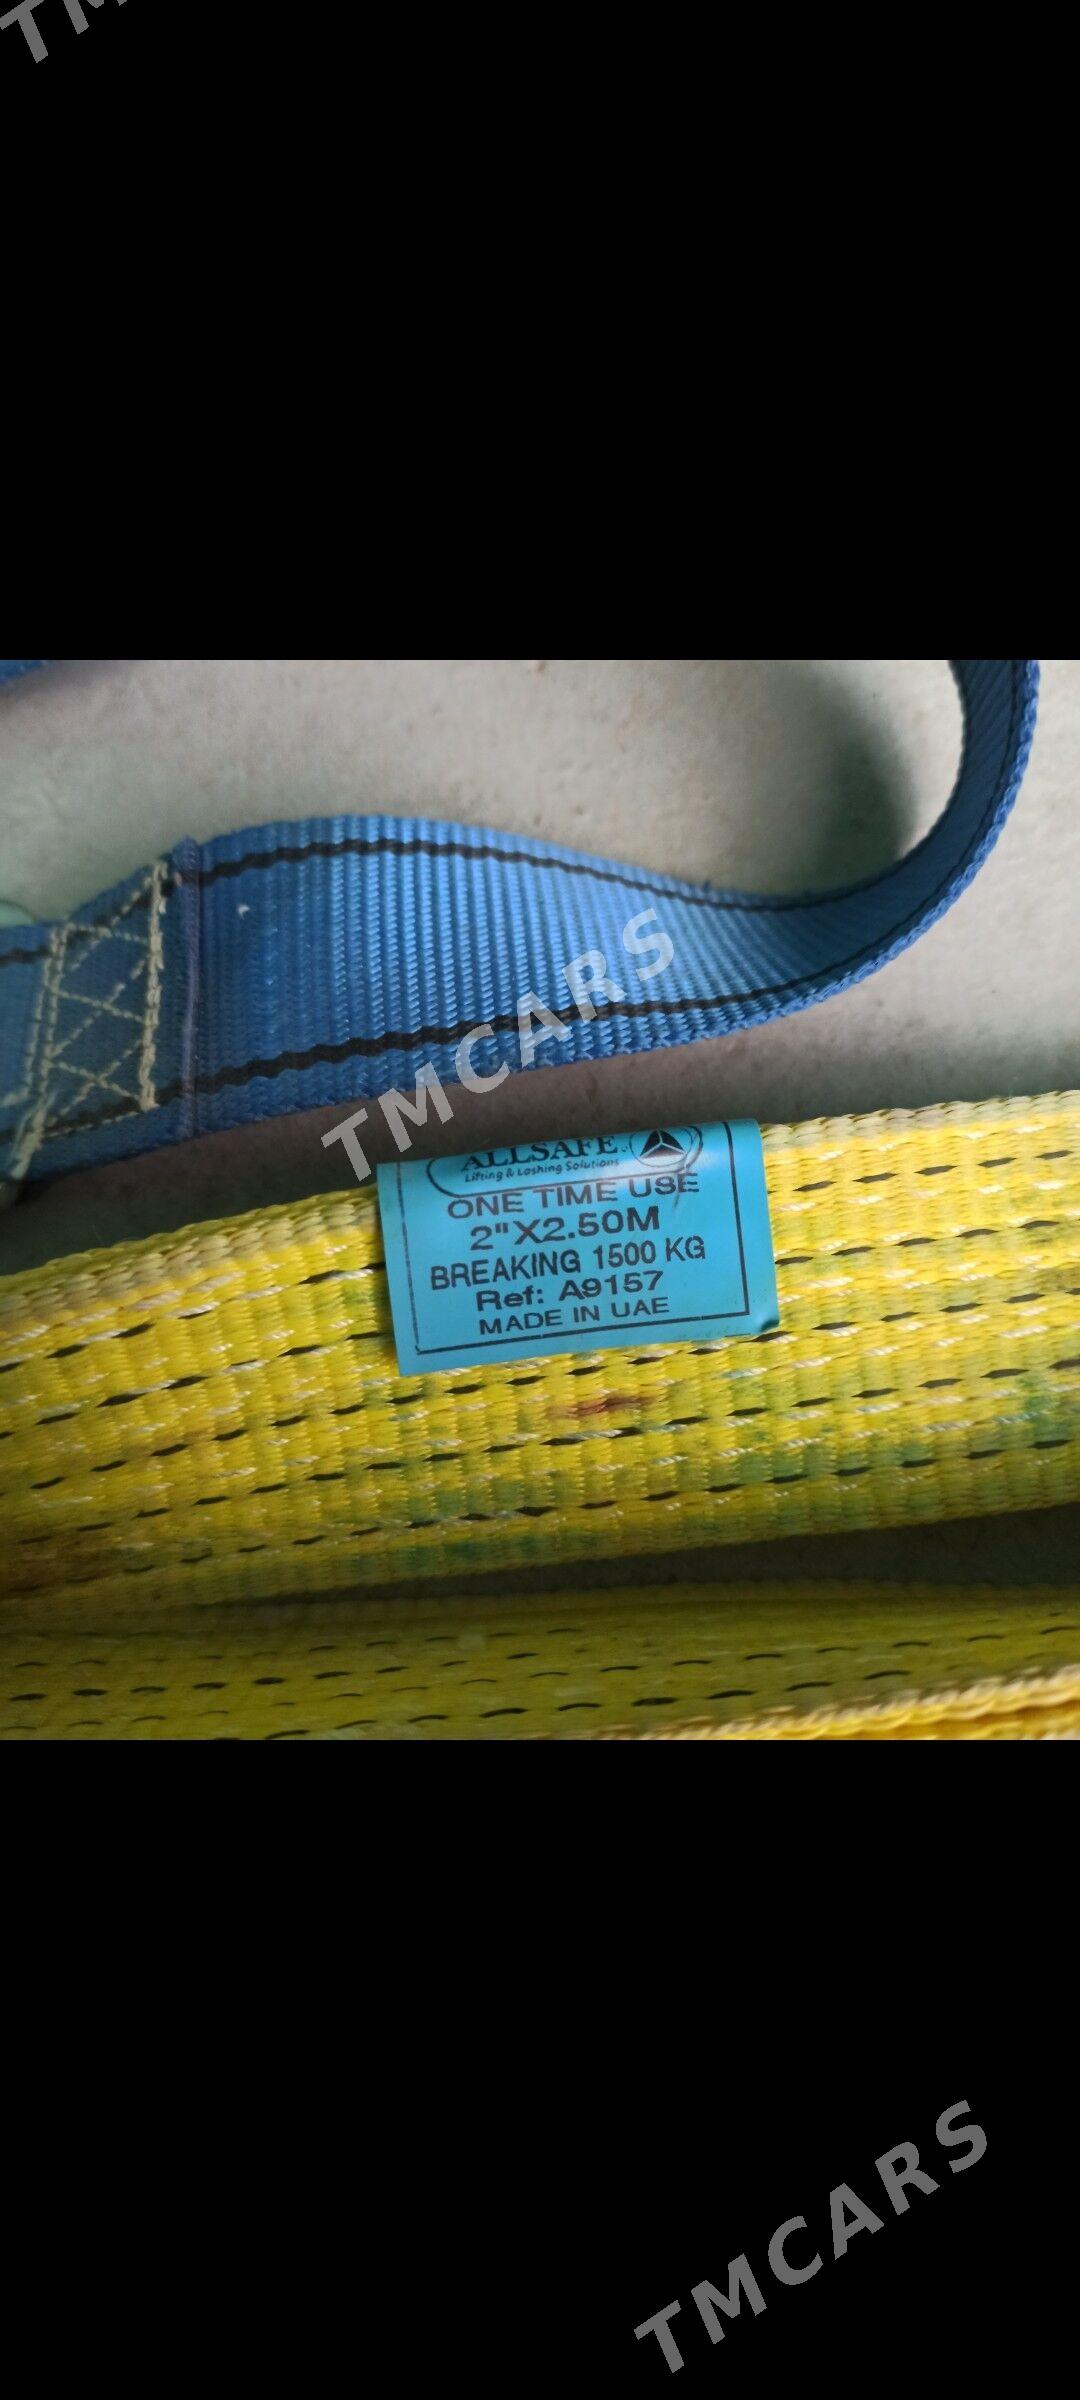 TM
ALLSAFE
Lifting & Lashing Solutions
ONE TIME USE
2"X2.50M
BREAKING 1500 KG
Ref: A9157
MADE IN UAE
TMCARS
TMCARS